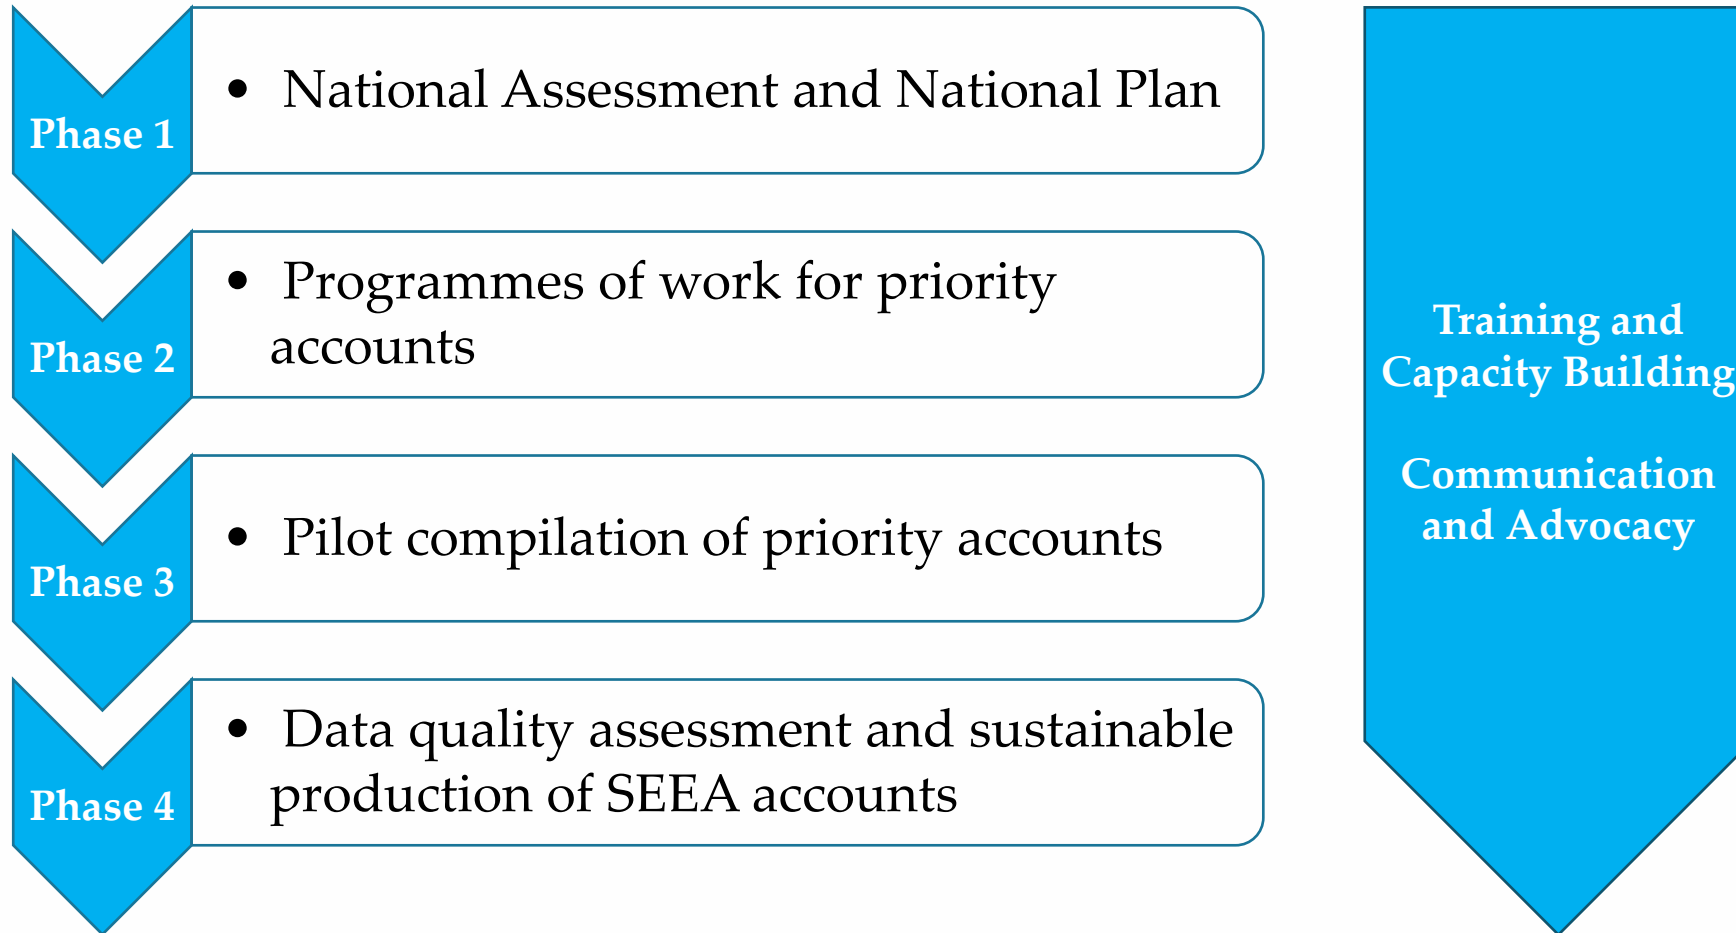 Phase 1
• National Assessment and National Plan
Phase 2
• Programmes of work for priority
accounts
Phase 3
• Pilot compilation of priority accounts
Phase 4
• Data quality assessment and sustainable
production of SEEA accounts
Training and
Capacity Building
Communication
and Advocacy